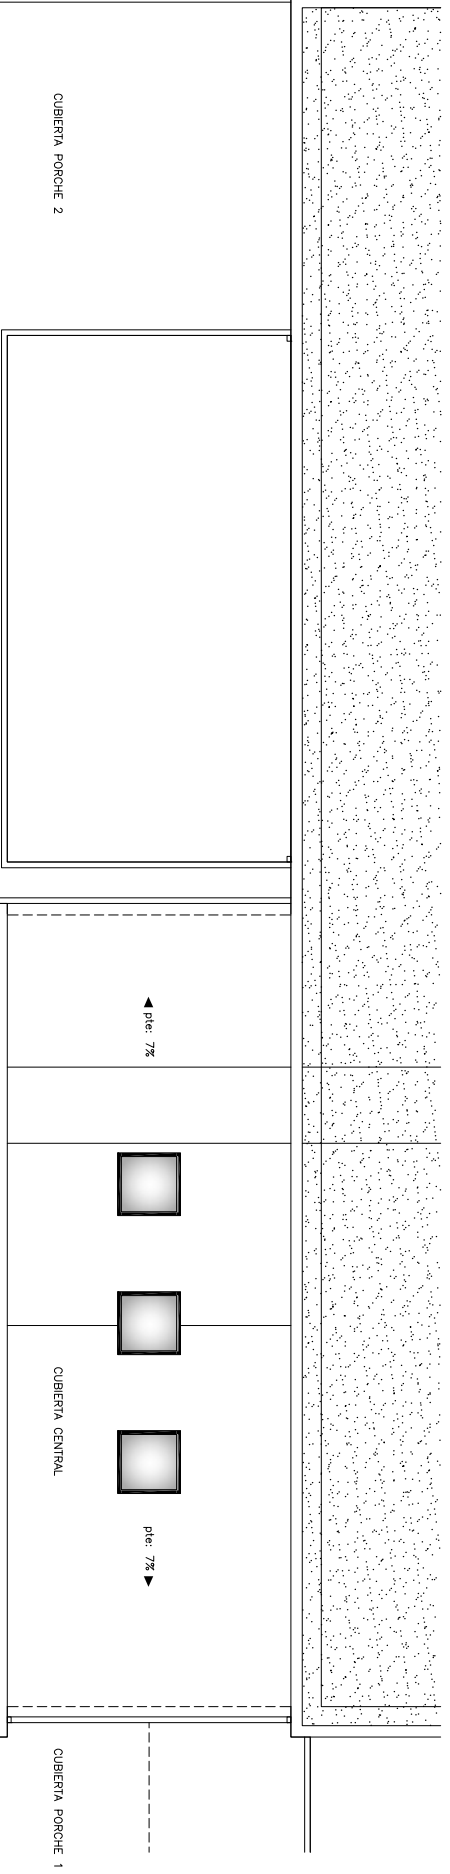 CUBIERTA PORCHE 2
◄ pte: 7%
CUBIERTA CENTRAL
pte: 7% ►
CUBIERTA PORCHE 1